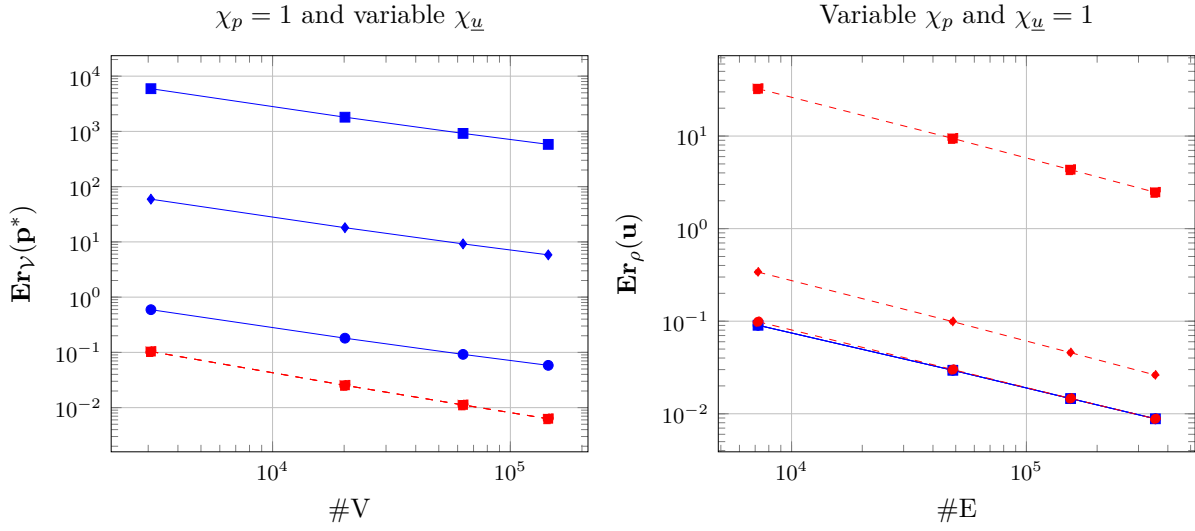 χ_p = 1 and variable χ_u̲
10^4
10^3
10^2
10^1
10^0
10^−1
10^−2
Er_𝒱(p*)
10^4
10^5
#V
Variable χ_p and χ_u̲ = 1
10^1
10^0
10^−1
10^−2
Er_ρ(u)
10^4
10^5
#E